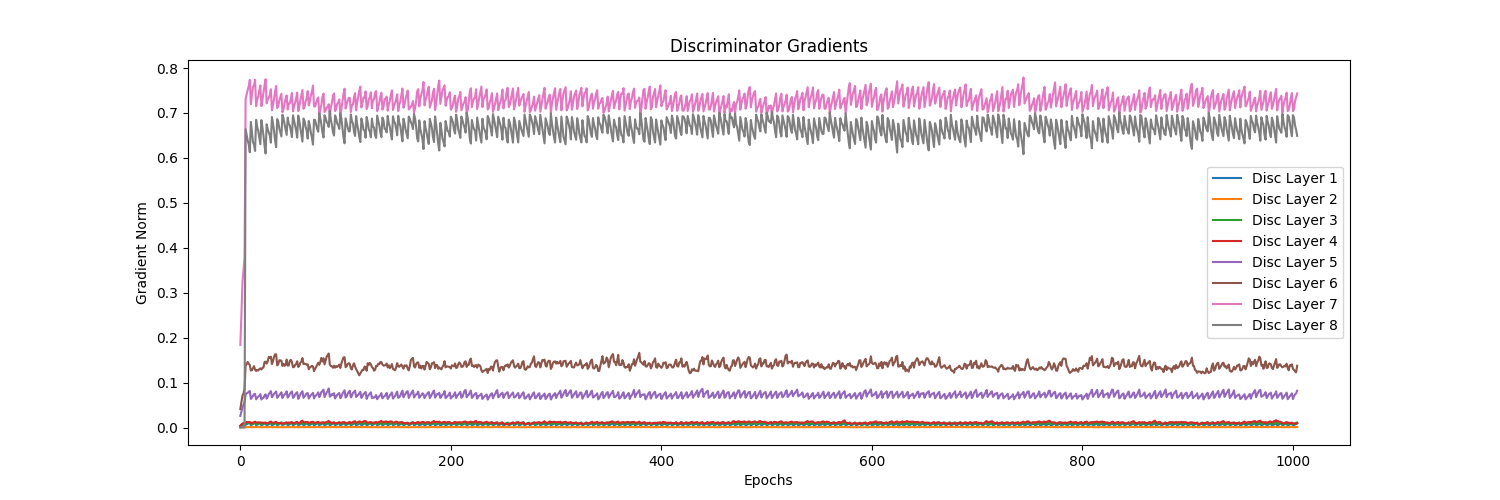 Discriminator Gradients
Gradient Norm
0.8
0.7
0.6
0.5
0.4
0.3
0.2
0.1
0.0
Disc Layer 1
Disc Layer 2
Disc Layer 3
Disc Layer 4
Disc Layer 5
Disc Layer 6
Disc Layer 7
Disc Layer 8
0 200 400 600 800 1000
Epochs